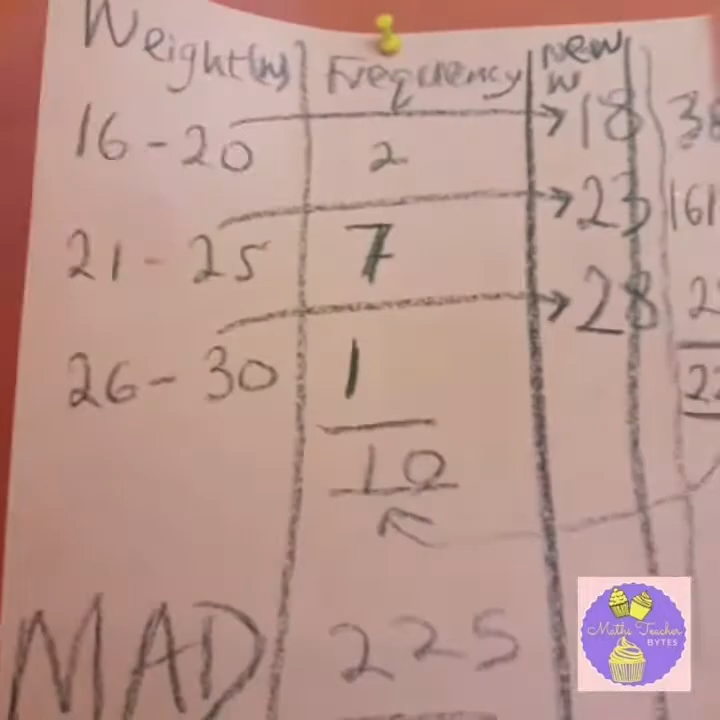 Weight(w) Frequency New w
16-20 2 → 18 36
21-25 7 → 23 161
26-30 1 → 28
10
MAD 225
Maths Teacher
BYTES